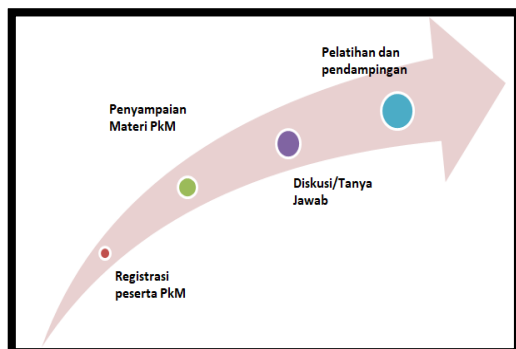 Pelatihan dan
pendampingan
Penyampaian
Materi PkM
Diskusi/Tanya
Jawab
Registrasi
peserta PkM